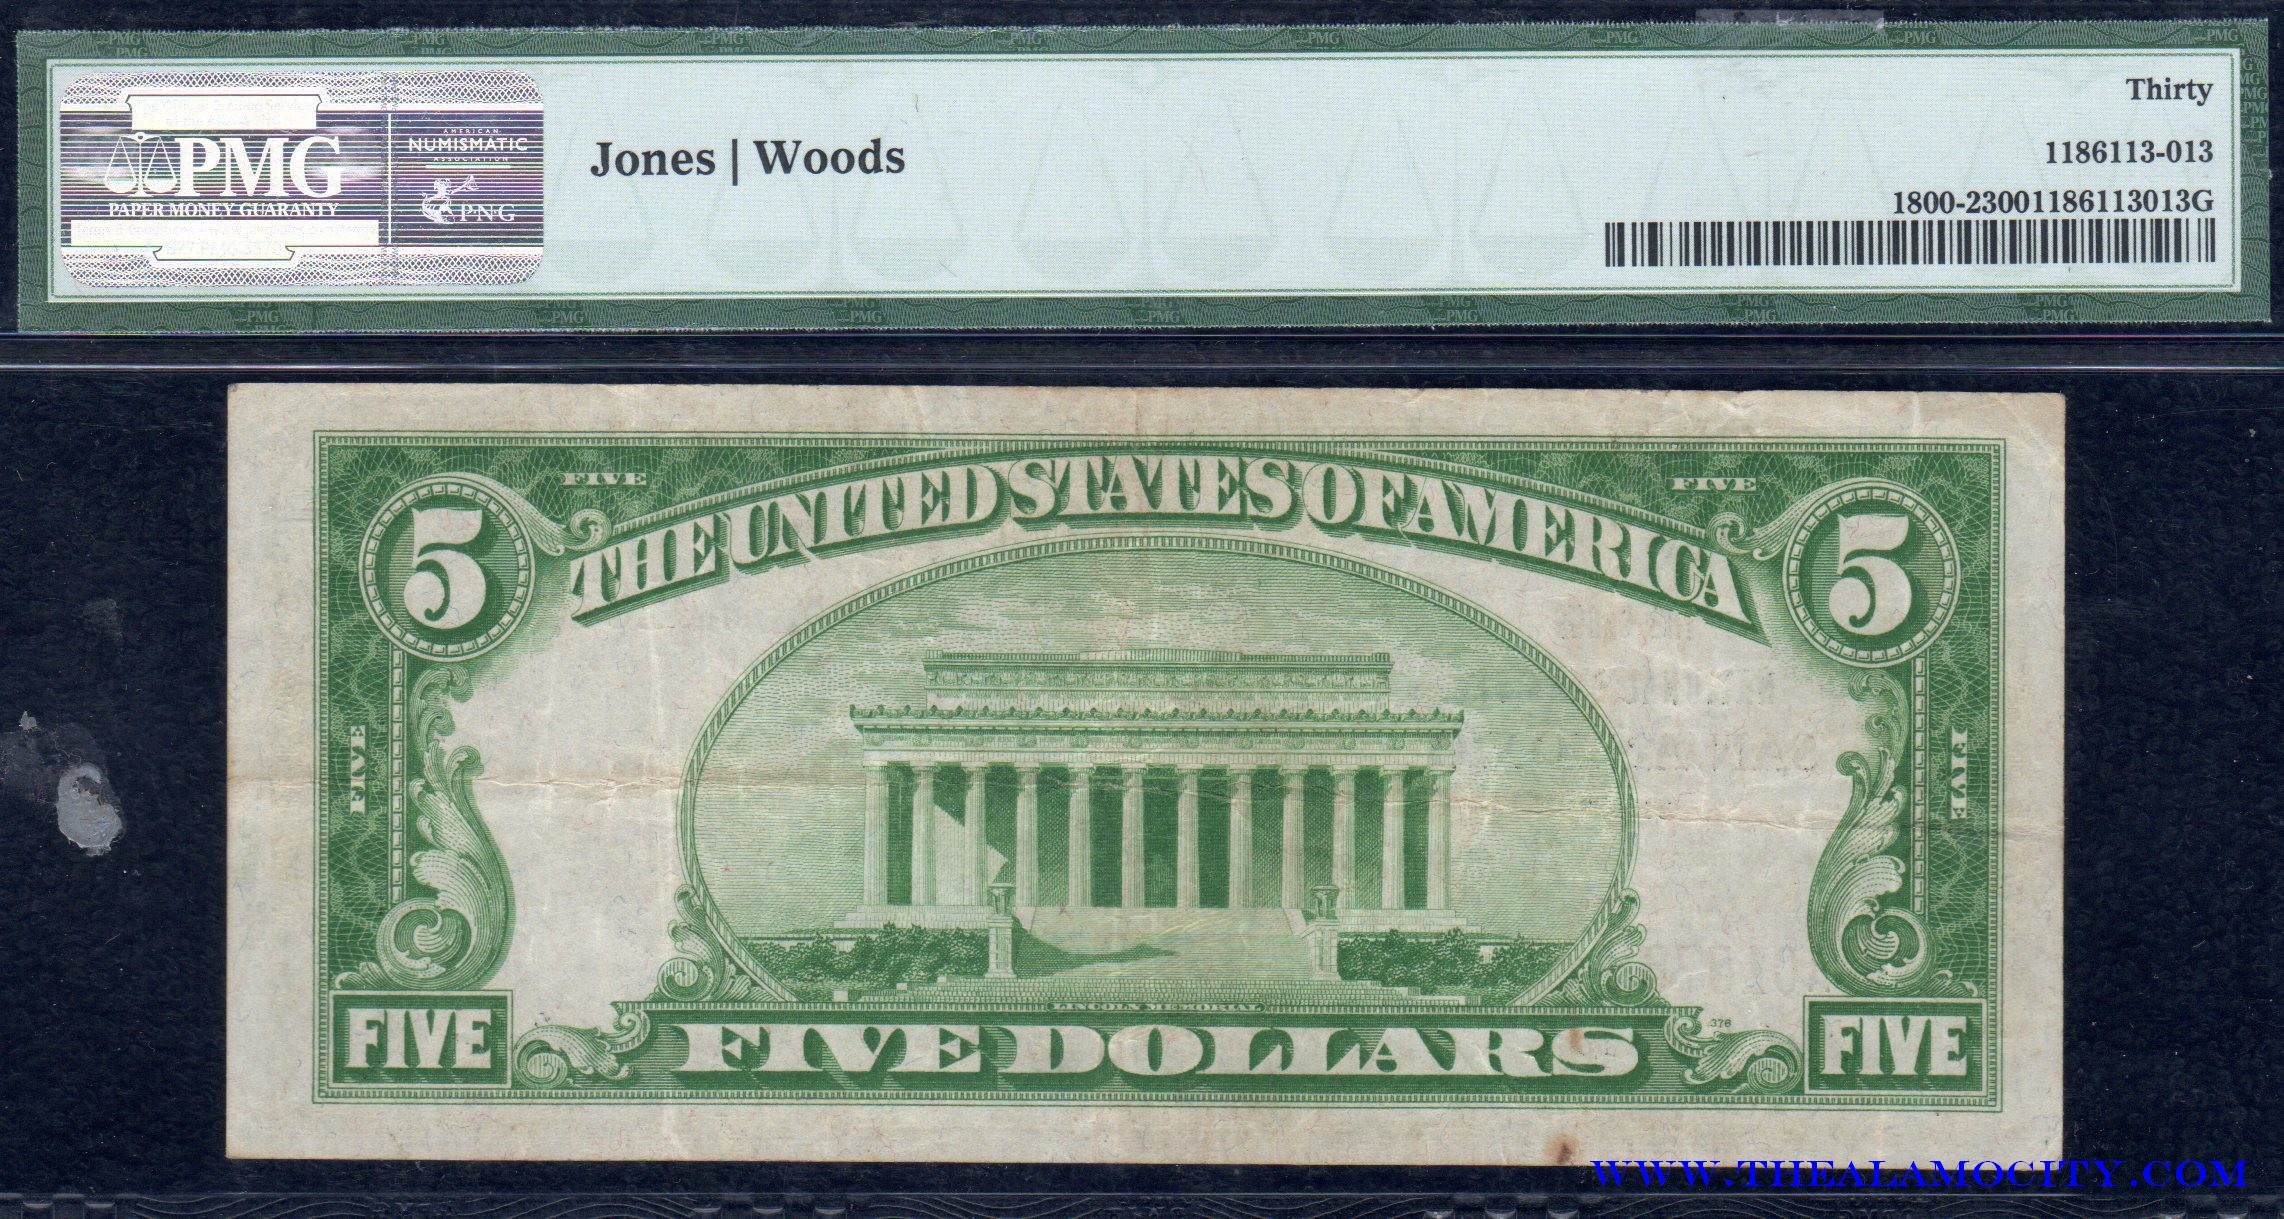 Thirty
AMERICAN
NUMISMATIC
ASSOCIATION
PMG
PAPER MONEY GUARANTY
P·N·G
Jones | Woods
1186113-013
1800-23001186113013G
PMG
FIVE
FIVE
THE UNITED STATES OF AMERICA
5
5
FIVE
FIVE
LINCOLN MEMORIAL
378
FIVE
FIVE DOLLARS
FIVE
WWW.THEALAMOCITY.COM